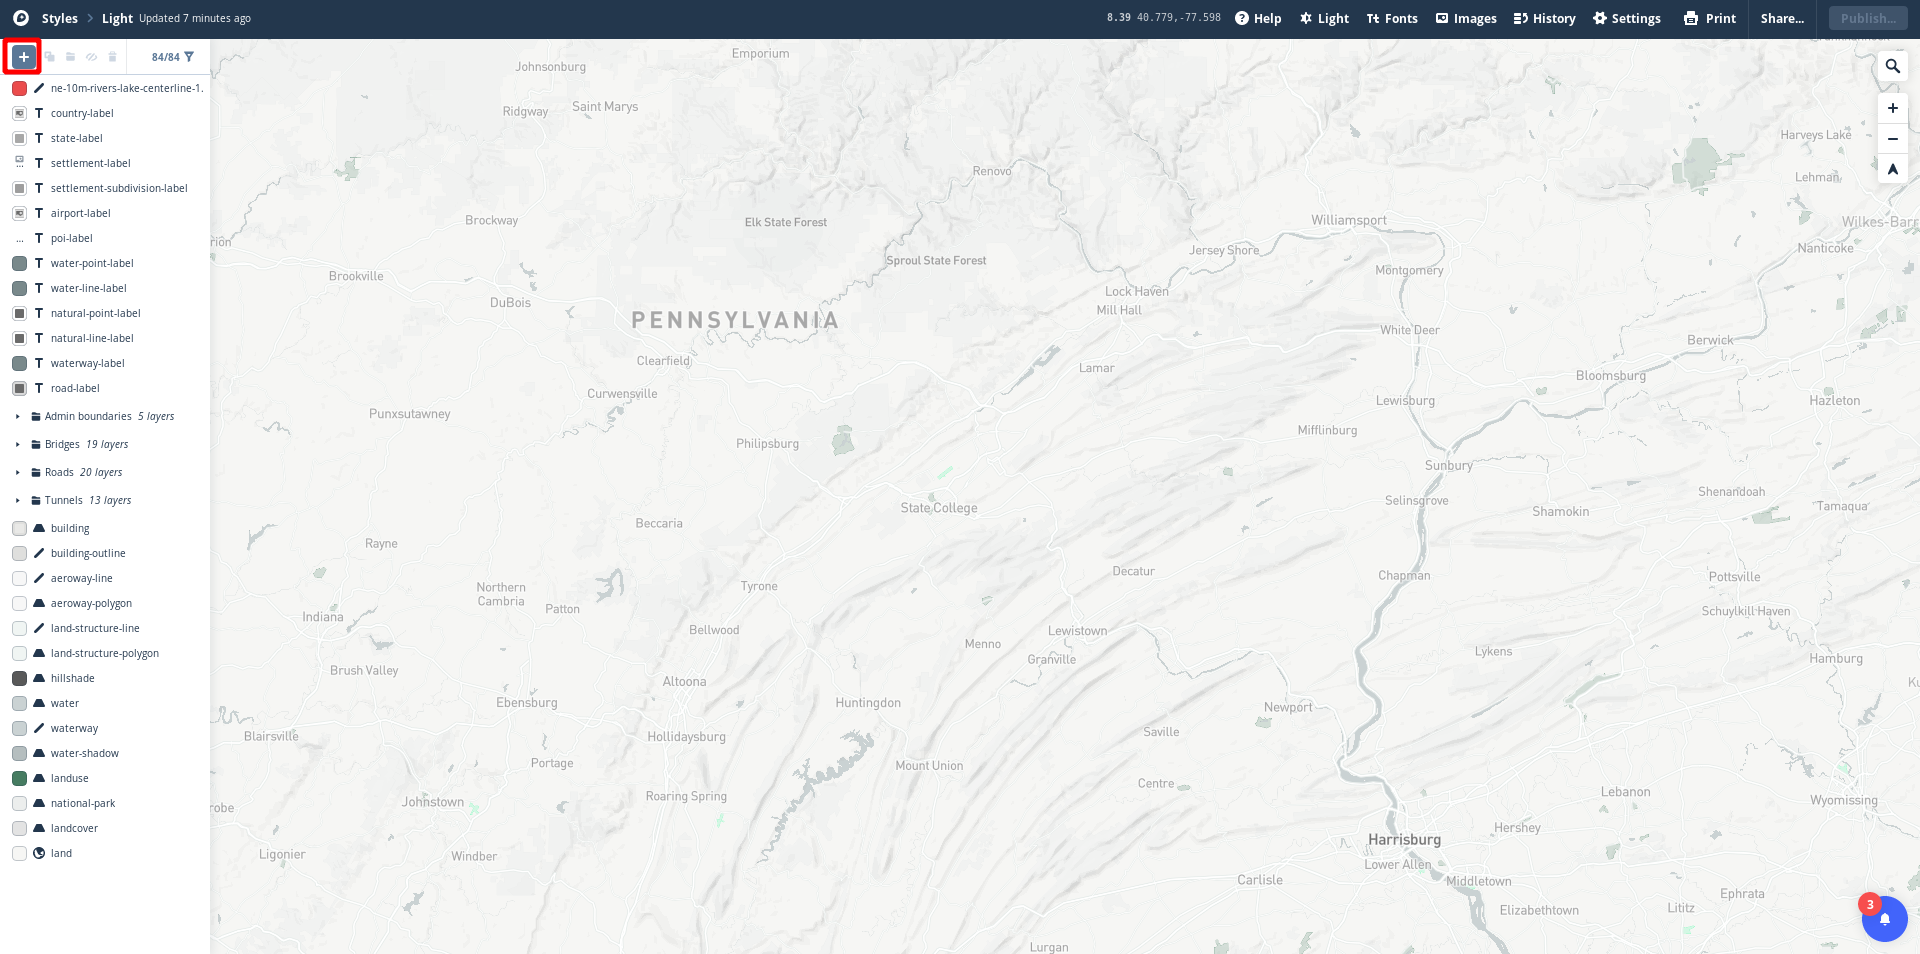 Styles Light Updated 7 minutes ago 8.39 40.779,-77.598 Help Light Fonts Images History Settings Print Share... Publish...
84/84
ne-10m-rivers-lake-centerline-1.
country-label
state-label
settlement-label
settlement-subdivision-label
airport-label
... poi-label
water-point-label
water-line-label
natural-point-label
natural-line-label
waterway-label
road-label
Admin boundaries 5 layers
Bridges 19 layers
Roads 20 layers
Tunnels 13 layers
building
building-outline
aeroway-line
aeroway-polygon
land-structure-line
land-structure-polygon
hillshade
water
waterway
water-shadow
landuse
national-park
landcover
land
Emporium
Johnsonburg
Ridgway
Saint Marys
Harveys Lake
Renovo
Lehman
Brockway
Elk State Forest
Williamsport
Wilkes-Barr
rion
Jersey Shore
Nanticoke
Sproul State Forest
Brookville
Montgomery
DuBois
Lock Haven
Mill Hall
PENNSYLVANIA
White Deer
Berwick
Clearfield
Lamar
Bloomsburg
Curwensville
Lewisburg
Hazleton
Punxsutawney
Mifflinburg
Philipsburg
Sunbury
Shenandoah
State College
Selinsgrove
Tamaqua
Shamokin
Beccaria
Rayne
Decatur
Chapman
Pottsville
Northern
Cambria
Tyrone
Patton
Schuylkill Haven
Indiana
Bellwood
Lewistown
Menno
Granville
Lykens
Hamburg
Brush Valley
Altoona
Ku
Ebensburg
Huntingdon
Newport
Blairsville
Hollidaysburg
Saville
Portage
Mount Union
Centre
Lebanon
Johnstown
Roaring Spring
Wyomissing
robe
Hershey
Harrisburg
Ligonier
Windber
Lower Allen
Carlisle
Middletown
Ephrata
Elizabethtown
Lititz
Lurgan
3